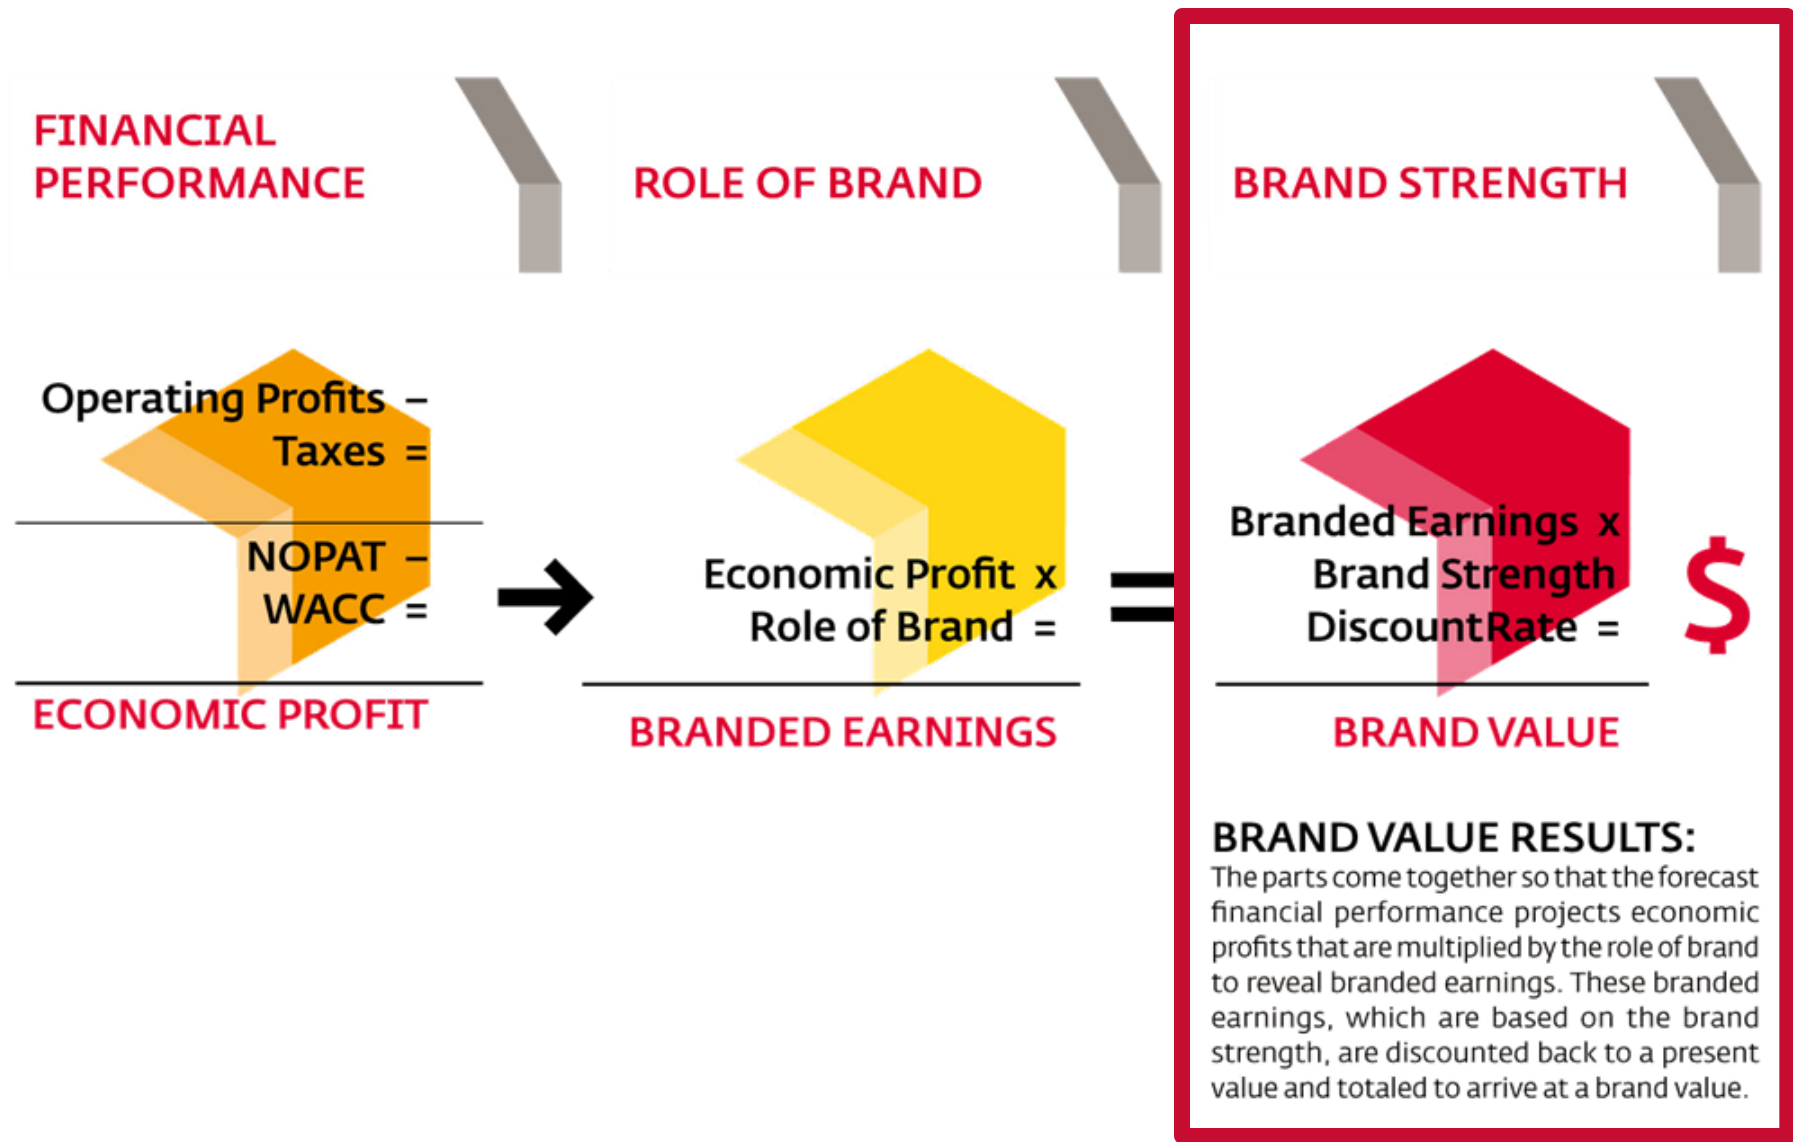 FINANCIAL
PERFORMANCE
Operating Profits –
Taxes =
NOPAT –
WACC =
ECONOMIC PROFIT
ROLE OF BRAND
Economic Profit x
Role of Brand =
BRANDED EARNINGS
=
BRAND STRENGTH
Branded Earnings x
Brand Strength
DiscountRate =
$
BRAND VALUE
BRAND VALUE RESULTS:
The parts come together so that the forecast
financial performance projects economic
profits that are multiplied by the role of brand
to reveal branded earnings. These branded
earnings, which are based on the brand
strength, are discounted back to a present
value and totaled to arrive at a brand value.